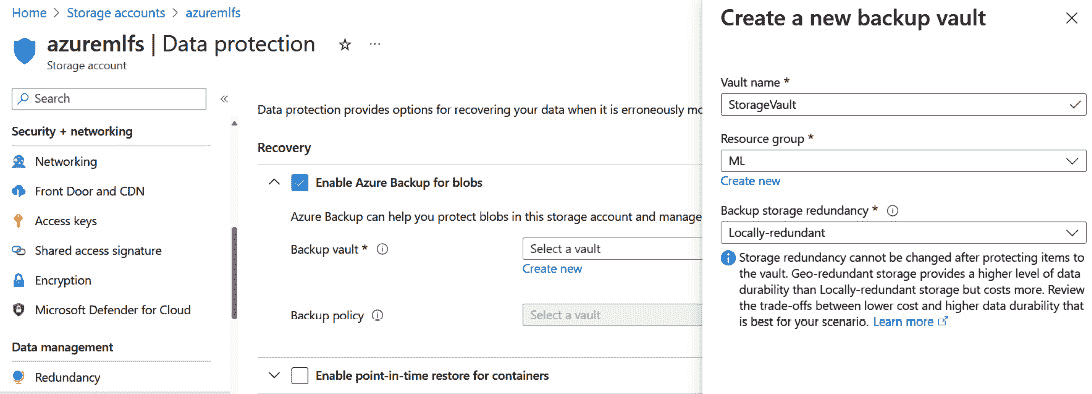 Home > Storage accounts > azuremlfs
azuremlfs | Data protection
Storage account
Search
Security + networking
Networking
Front Door and CDN
Access keys
Shared access signature
Encryption
Microsoft Defender for Cloud
Data management
Redundancy
Data protection provides options for recovering your data when it is erroneously mo
Recovery
Enable Azure Backup for blobs
Azure Backup can help you protect blobs in this storage account and manage
Backup vault *
Select a vault
Create new
Backup policy
Select a vault
Enable point-in-time restore for containers
Create a new backup vault
Vault name *
StorageVault
Resource group *
ML
Create new
Backup storage redundancy *
Locally-redundant
Storage redundancy cannot be changed after protecting items to
the vault. Geo-redundant storage provides a higher level of data
durability than Locally-redundant storage but costs more. Review
the trade-offs between lower cost and higher data durability that
is best for your scenario. Learn more